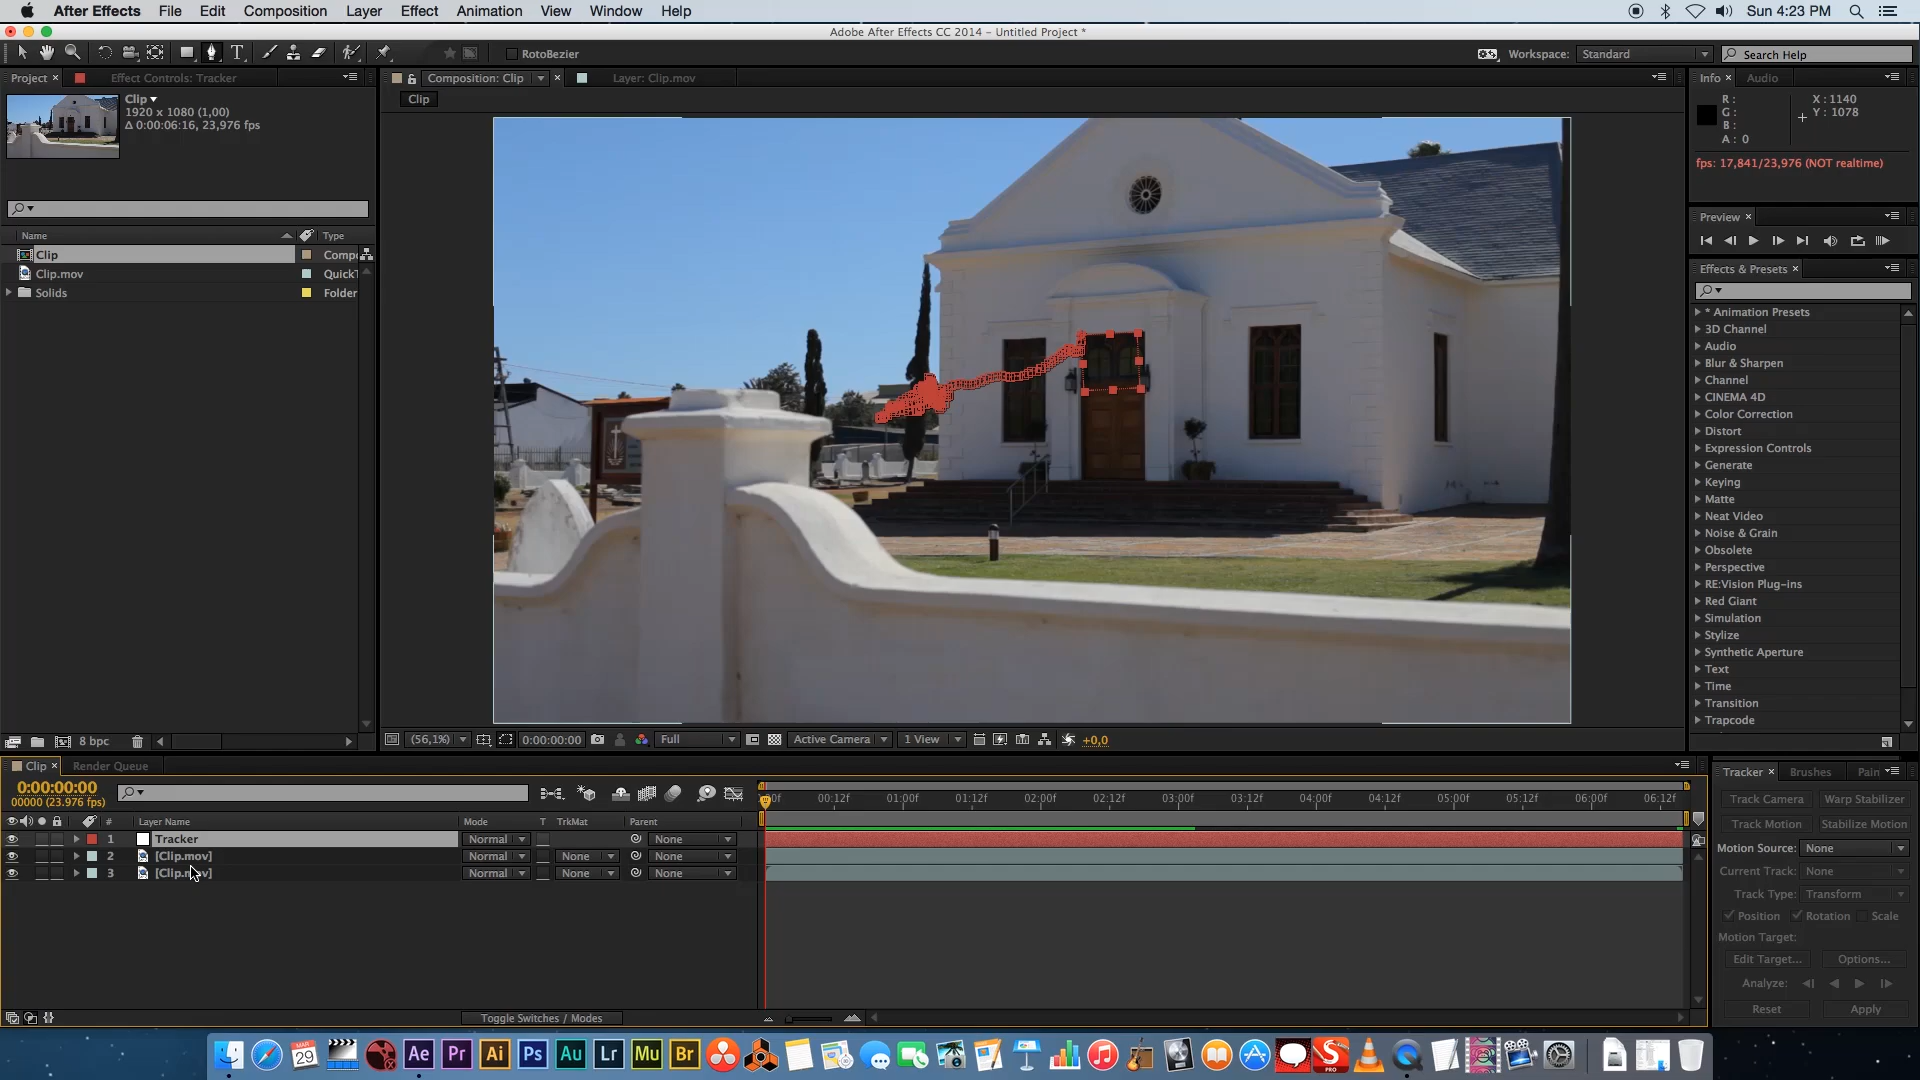 After Effects File Edit Composition Layer Effect Animation View Window Help Sun 4:23 PM
Adobe After Effects CC 2014 – Untitled Project *
RotoBezier Workspace: Standard Search Help
Project Effect Controls: Tracker Composition: Clip Layer: Clip.mov Info Audio
Clip
1920 x 1080 (1,00)
Δ 0:00:06:16, 23,976 fps
Clip
R: X : 1140
G: Y : 1078
B:
A : 0
fps: 17,841/23,976 (NOT realtime)
Preview
Name Type
Clip Compo
Clip.mov QuickT
Solids Folder
Effects & Presets
* Animation Presets
3D Channel
Audio
Blur & Sharpen
Channel
CINEMA 4D
Color Correction
Distort
Expression Controls
Generate
Keying
Matte
Neat Video
Noise & Grain
Obsolete
Perspective
RE:Vision Plug-ins
Red Giant
Simulation
Stylize
Synthetic Aperture
Text
Time
Transition
Trapcode
8 bpc (56,1%) 0:00:00:00 Full Active Camera 1 View +0,0
Clip Render Queue
0:00:00:00
00000 (23.976 fps)
00:12f 01:00f 01:12f 02:00f 02:12f 03:00f 03:12f 04:00f 04:12f 05:00f 05:12f 06:00f 06:12f
# Layer Name Mode T TrkMat Parent
1 Tracker Normal None
2 [Clip.mov] Normal None None
3 [Clip.mov] Normal None None
Toggle Switches / Modes
Tracker Brushes Pain
Track Camera Warp Stabilizer
Track Motion Stabilize Motion
Motion Source: None
Current Track: None
Track Type: Transform
Position Rotation Scale
Motion Target:
Edit Target... Options...
Analyze:
Reset Apply
MAR
29 Ae Pr Ai Ps Au Lr Mu Br S
PRO